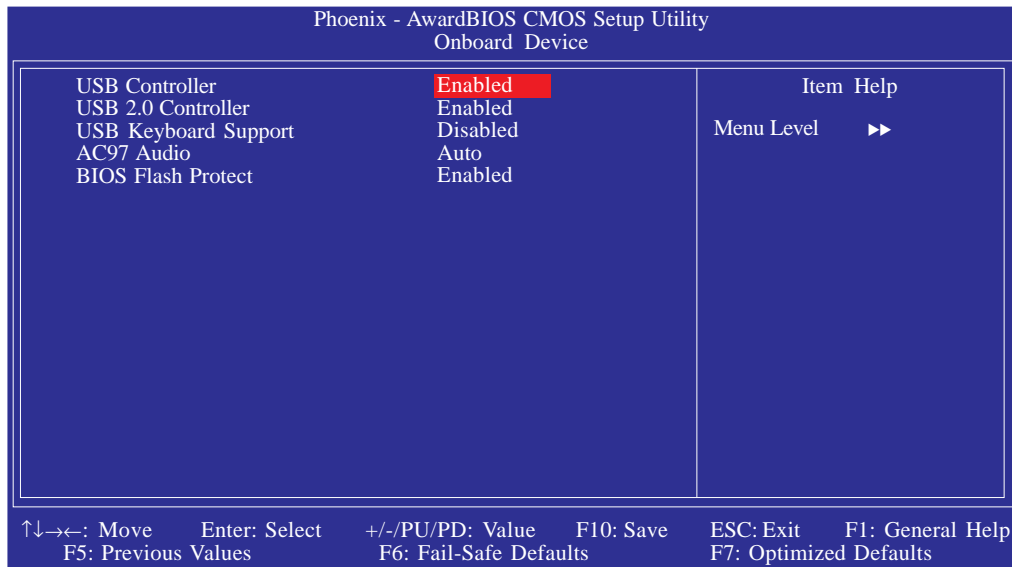 Phoenix - AwardBIOS CMOS Setup Utility
Onboard Device
USB Controller Enabled
USB 2.0 Controller Enabled
USB Keyboard Support Disabled
AC97 Audio Auto
BIOS Flash Protect Enabled
Item Help
Menu Level ▶▶
↑↓→←: Move Enter: Select +/-/PU/PD: Value F10: Save ESC: Exit F1: General Help
F5: Previous Values F6: Fail-Safe Defaults F7: Optimized Defaults